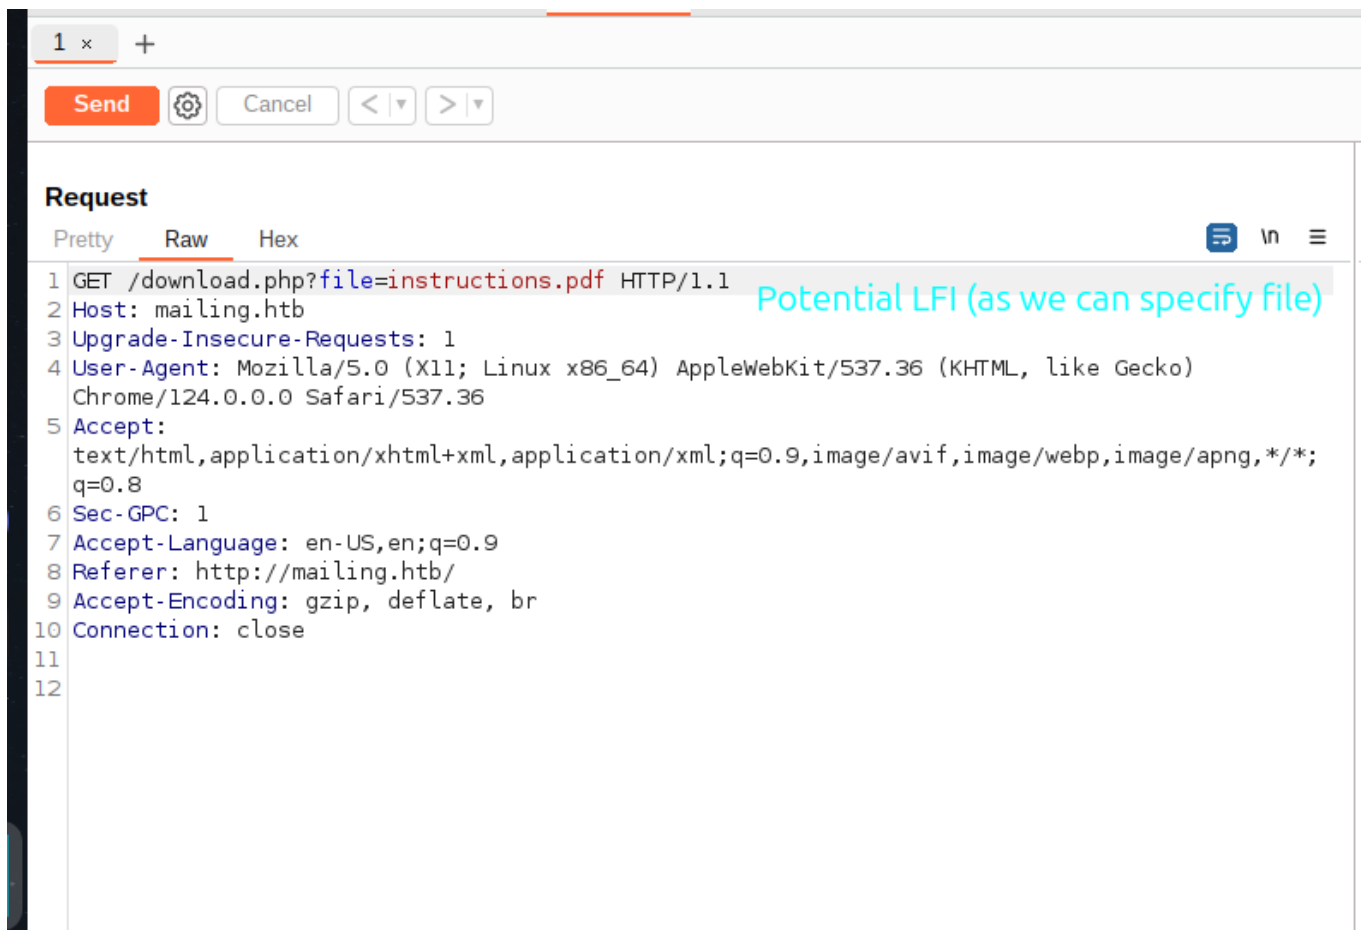 1 × +
Send Cancel < ▼ > ▼
Request
Pretty Raw Hex \n ≡
1 GET /download.php?file=instructions.pdf HTTP/1.1
Potential LFI (as we can specify file)
2 Host: mailing.htb
3 Upgrade-Insecure-Requests: 1
4 User-Agent: Mozilla/5.0 (X11; Linux x86_64) AppleWebKit/537.36 (KHTML, like Gecko)
Chrome/124.0.0.0 Safari/537.36
5 Accept:
text/html,application/xhtml+xml,application/xml;q=0.9,image/avif,image/webp,image/apng,*/*;
q=0.8
6 Sec-GPC: 1
7 Accept-Language: en-US,en;q=0.9
8 Referer: http://mailing.htb/
9 Accept-Encoding: gzip, deflate, br
10 Connection: close
11
12